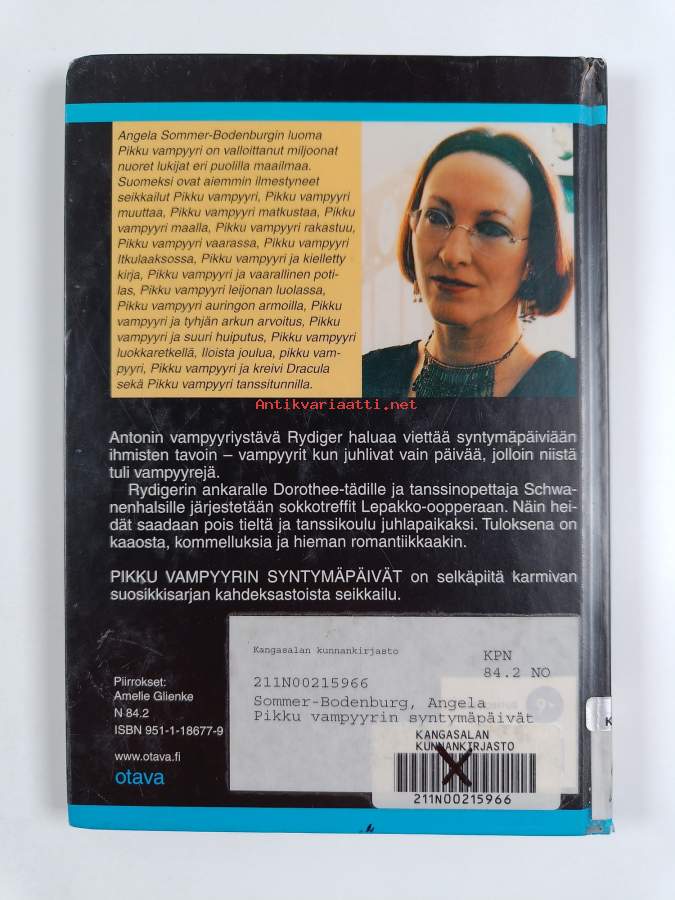 Angela Sommer-Bodenburgin luoma
Pikku vampyyri on valloittanut miljoonat
nuoret lukijat eri puolilla maailmaa.
Suomeksi ovat aiemmin ilmestyneet
seikkailut Pikku vampyyri, Pikku vampyyri
muuttaa, Pikku vampyyri matkustaa, Pikku
vampyyri maalla, Pikku vampyyri rakastuu,
Pikku vampyyri vaarassa, Pikku vampyyri
Itkulaaksossa, Pikku vampyyri ja kielletty
kirja, Pikku vampyyri ja vaarallinen poti-
las, Pikku vampyyri leijonan luolassa,
Pikku vampyyri auringon armoilla, Pikku
vampyyri ja tyhjän arkun arvoitus, Pikku
vampyyri ja suuri huiputus, Pikku vampyyri
luokkaretkellä, Iloista joulua, pikku vam-
pyyri, Pikku vampyyri ja kreivi Dracula
sekä Pikku vampyyri tanssitunnilla.
Antikvariaatti.net
Antonin vampyyriystävä Rydiger haluaa viettää syntymäpäiviään
ihmisten tavoin – vampyyrit kun juhlivat vain päivää, jolloin niistä
tuli vampyyrejä.
Rydigerin ankaralle Dorothee-tädille ja tanssinopettaja Schwa-
nenhalsille järjestetään sokkotreffit Lepakko-oopperaan. Näin hei-
dät saadaan pois tieltä ja tanssikoulu juhlapaikaksi. Tuloksena on
kaaosta, kommelluksia ja hieman romantiikkaakin.
PIKKU VAMPYYRIN SYNTYMÄPÄIVÄT on selkäpiitä karmivan
suosikkisarjan kahdeksastoista seikkailu.
Piirrokset:
Amelie Glienke
N 84.2
ISBN 951-1-18677-9
www.otava.fi
otava
Kangasalan kunnankirjasto
KPN
84.2 NO
211N00215966
Sommer-Bodenburg, Angela
Pikku vampyyrin syntymäpäivät
KANGASALAN
KUNNANKIRJASTO
211N00215966
K